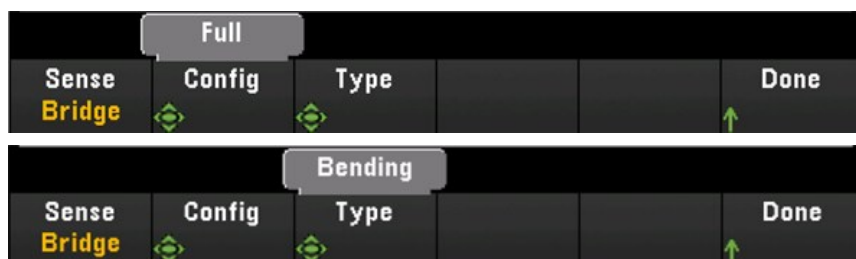 Full
Sense Config Type Done
Bridge
Bending
Sense Config Type Done
Bridge